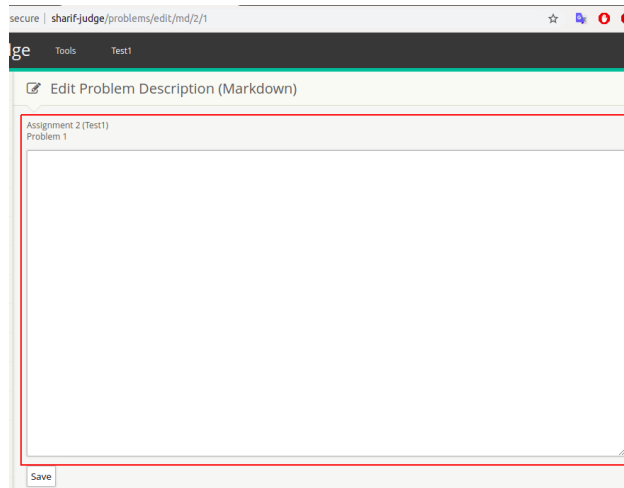 secure | sharif-judge/problems/edit/md/2/1
ge Tools Test1
Edit Problem Description (Markdown)
Assignment 2 (Test1)
Problem 1
Save